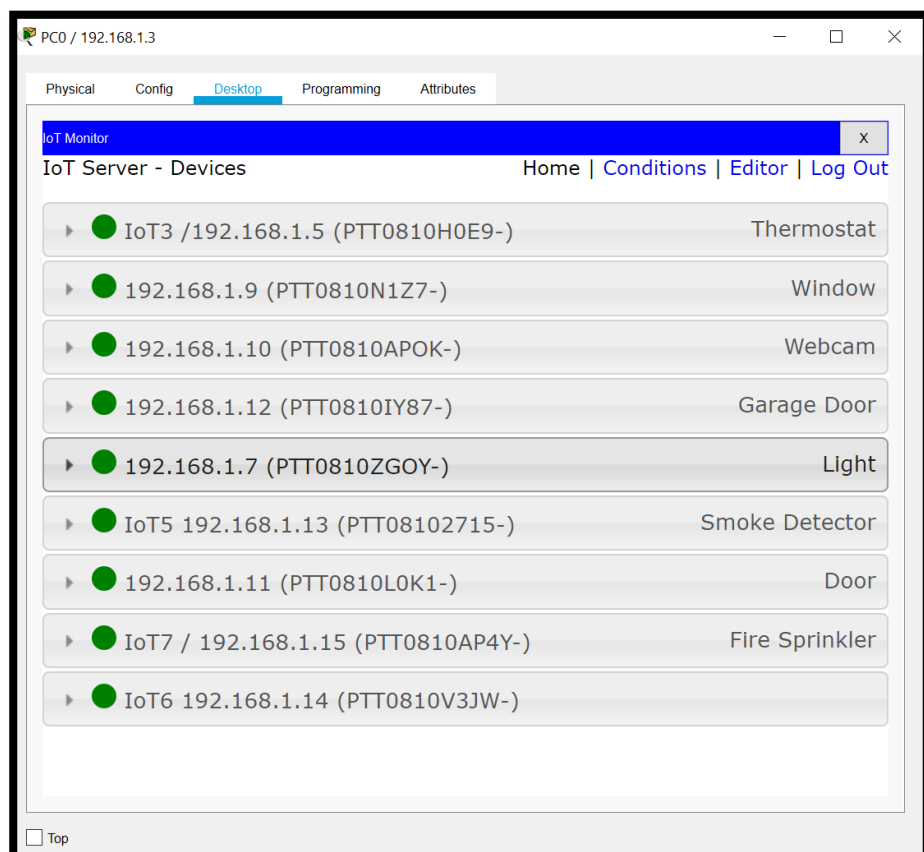 PC0 / 192.168.1.3
Physical Config Desktop Programming Attributes
IoT Monitor X
IoT Server - Devices Home | Conditions | Editor | Log Out
IoT3 /192.168.1.5 (PTT0810H0E9-) Thermostat
192.168.1.9 (PTT0810N1Z7-) Window
192.168.1.10 (PTT0810APOK-) Webcam
192.168.1.12 (PTT0810IY87-) Garage Door
192.168.1.7 (PTT0810ZGOY-) Light
IoT5 192.168.1.13 (PTT08102715-) Smoke Detector
192.168.1.11 (PTT0810L0K1-) Door
IoT7 / 192.168.1.15 (PTT0810AP4Y-) Fire Sprinkler
IoT6 192.168.1.14 (PTT0810V3JW-)
Top